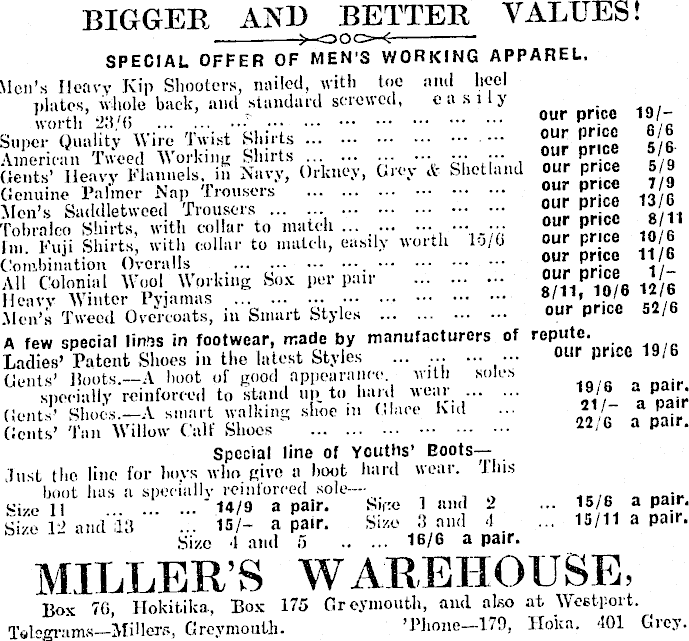 BIGGER AND BETTER VALUES!
SPECIAL OFFER OF MEN'S WORKING APPAREL.
Men's Heavy Kip Shooters, nailed, with toe and heel
plates, whole back, and standard screwed, easily
worth 23/6 ... ... ... ... ... ... ... ... ... our price 19/-
Super Quality Wire Twist Shirts ... ... ... ... ... our price 6/6
American Tweed Working Shirts ... ... ... ... ... our price 5/6
Gents' Heavy Flannels, in Navy, Orkney, Grey & Shetland our price 5/9
Genuine Palmer Nap Trousers ... ... ... ... ... our price 7/9
Men's Saddletweed Trousers ... ... ... ... ... ... our price 13/6
Tobralco Shirts, with collar to match ... ... ... ... our price 8/11
Im. Fuji Shirts, with collar to match, easily worth 15/6 our price 10/6
Combination Overalls ... ... ... ... ... ... ... our price 11/6
All Colonial Wool Working Sox per pair ... ... ... our price 1/-
Heavy Winter Pyjamas ... ... ... ... ... ... 8/11, 10/6 12/6
Men's Tweed Overcoats, in Smart Styles ... ... ... ... our price 52/6
A few special lines in footwear, made by manufacturers of repute.
Ladies' Patent Shoes in the latest Styles ... ... ... ... our price 19/6
Gents' Boots.—A boot of good appearance, with soles
specially reinforced to stand up to hard wear ... ... 19/6 a pair.
Gents' Shoes.—A smart walking shoe in Glace Kid ... 21/- a pair
Gents' Tan Willow Calf Shoes ... ... ... ... ... 22/6 a pair.
Special line of Youths' Boots—
Just the line for boys who give a boot hard wear. This
boot has a specially reinforced sole—
Size 11 ... ... ... 14/9 a pair. Size 1 and 2 ... 15/6 a pair.
Size 12 and 13 ... 15/- a pair. Size 3 and 4 ... 15/11 a pair.
Size 4 and 5 .. ... 16/6 a pair.
MILLER'S WAREHOUSE,
Box 76, Hokitika, Box 175 Greymouth, and also at Westport.
Telegrams—Millers, Greymouth. 'Phone—179, Hoka. 401 Grey.